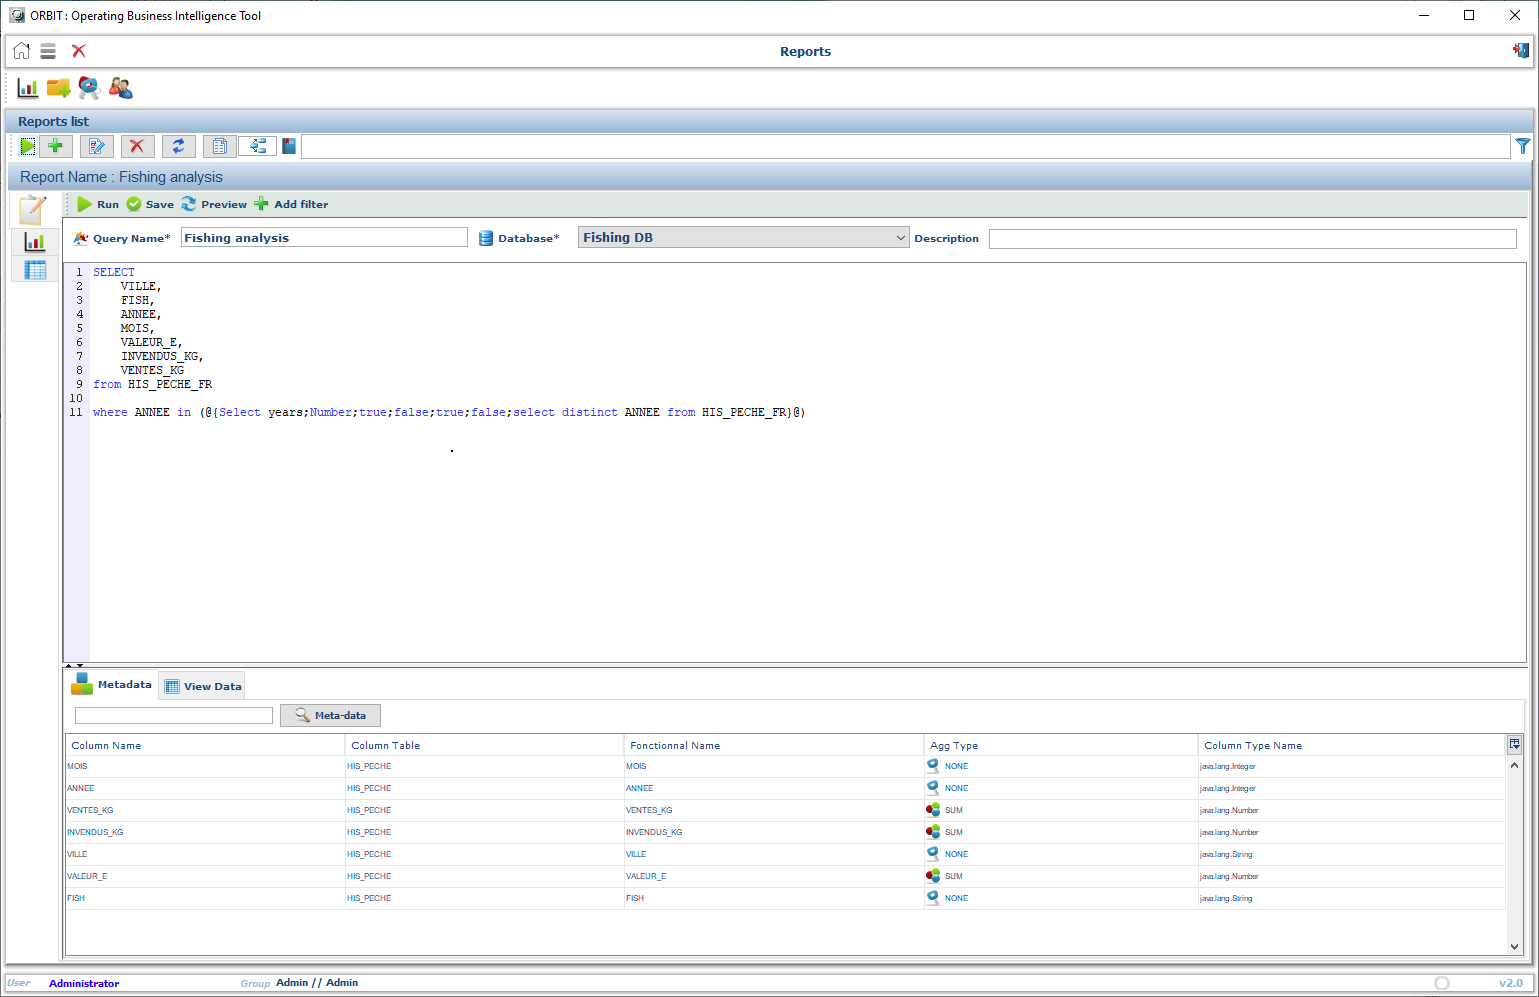 ORBIT : Operating Business Intelligence Tool
Reports
Reports list
Report Name : Fishing analysis
Run Save Preview Add filter
Query Name* Fishing analysis Database* Fishing DB Description
1 SELECT
2 VILLE,
3 FISH,
4 ANNEE,
5 MOIS,
6 VALEUR_E,
7 INVENDUS_KG,
8 VENTES_KG
9 from HIS_PECHE_FR
10
11 where ANNEE in (@{Select years;Number;true;false;true;false;select distinct ANNEE from HIS_PECHE_FR}@)
.
Metadata View Data
Meta-data
Column Name Column Table Fonctionnal Name Agg Type Column Type Name
MOIS HIS_PECHE MOIS NONE java.lang.Integer
ANNEE HIS_PECHE ANNEE NONE java.lang.Integer
VENTES_KG HIS_PECHE VENTES_KG SUM java.lang.Number
INVENDUS_KG HIS_PECHE INVENDUS_KG SUM java.lang.Number
VILLE HIS_PECHE VILLE NONE java.lang.String
VALEUR_E HIS_PECHE VALEUR_E SUM java.lang.Number
FISH HIS_PECHE FISH NONE java.lang.String
User Administrator Group Admin // Admin v2.0